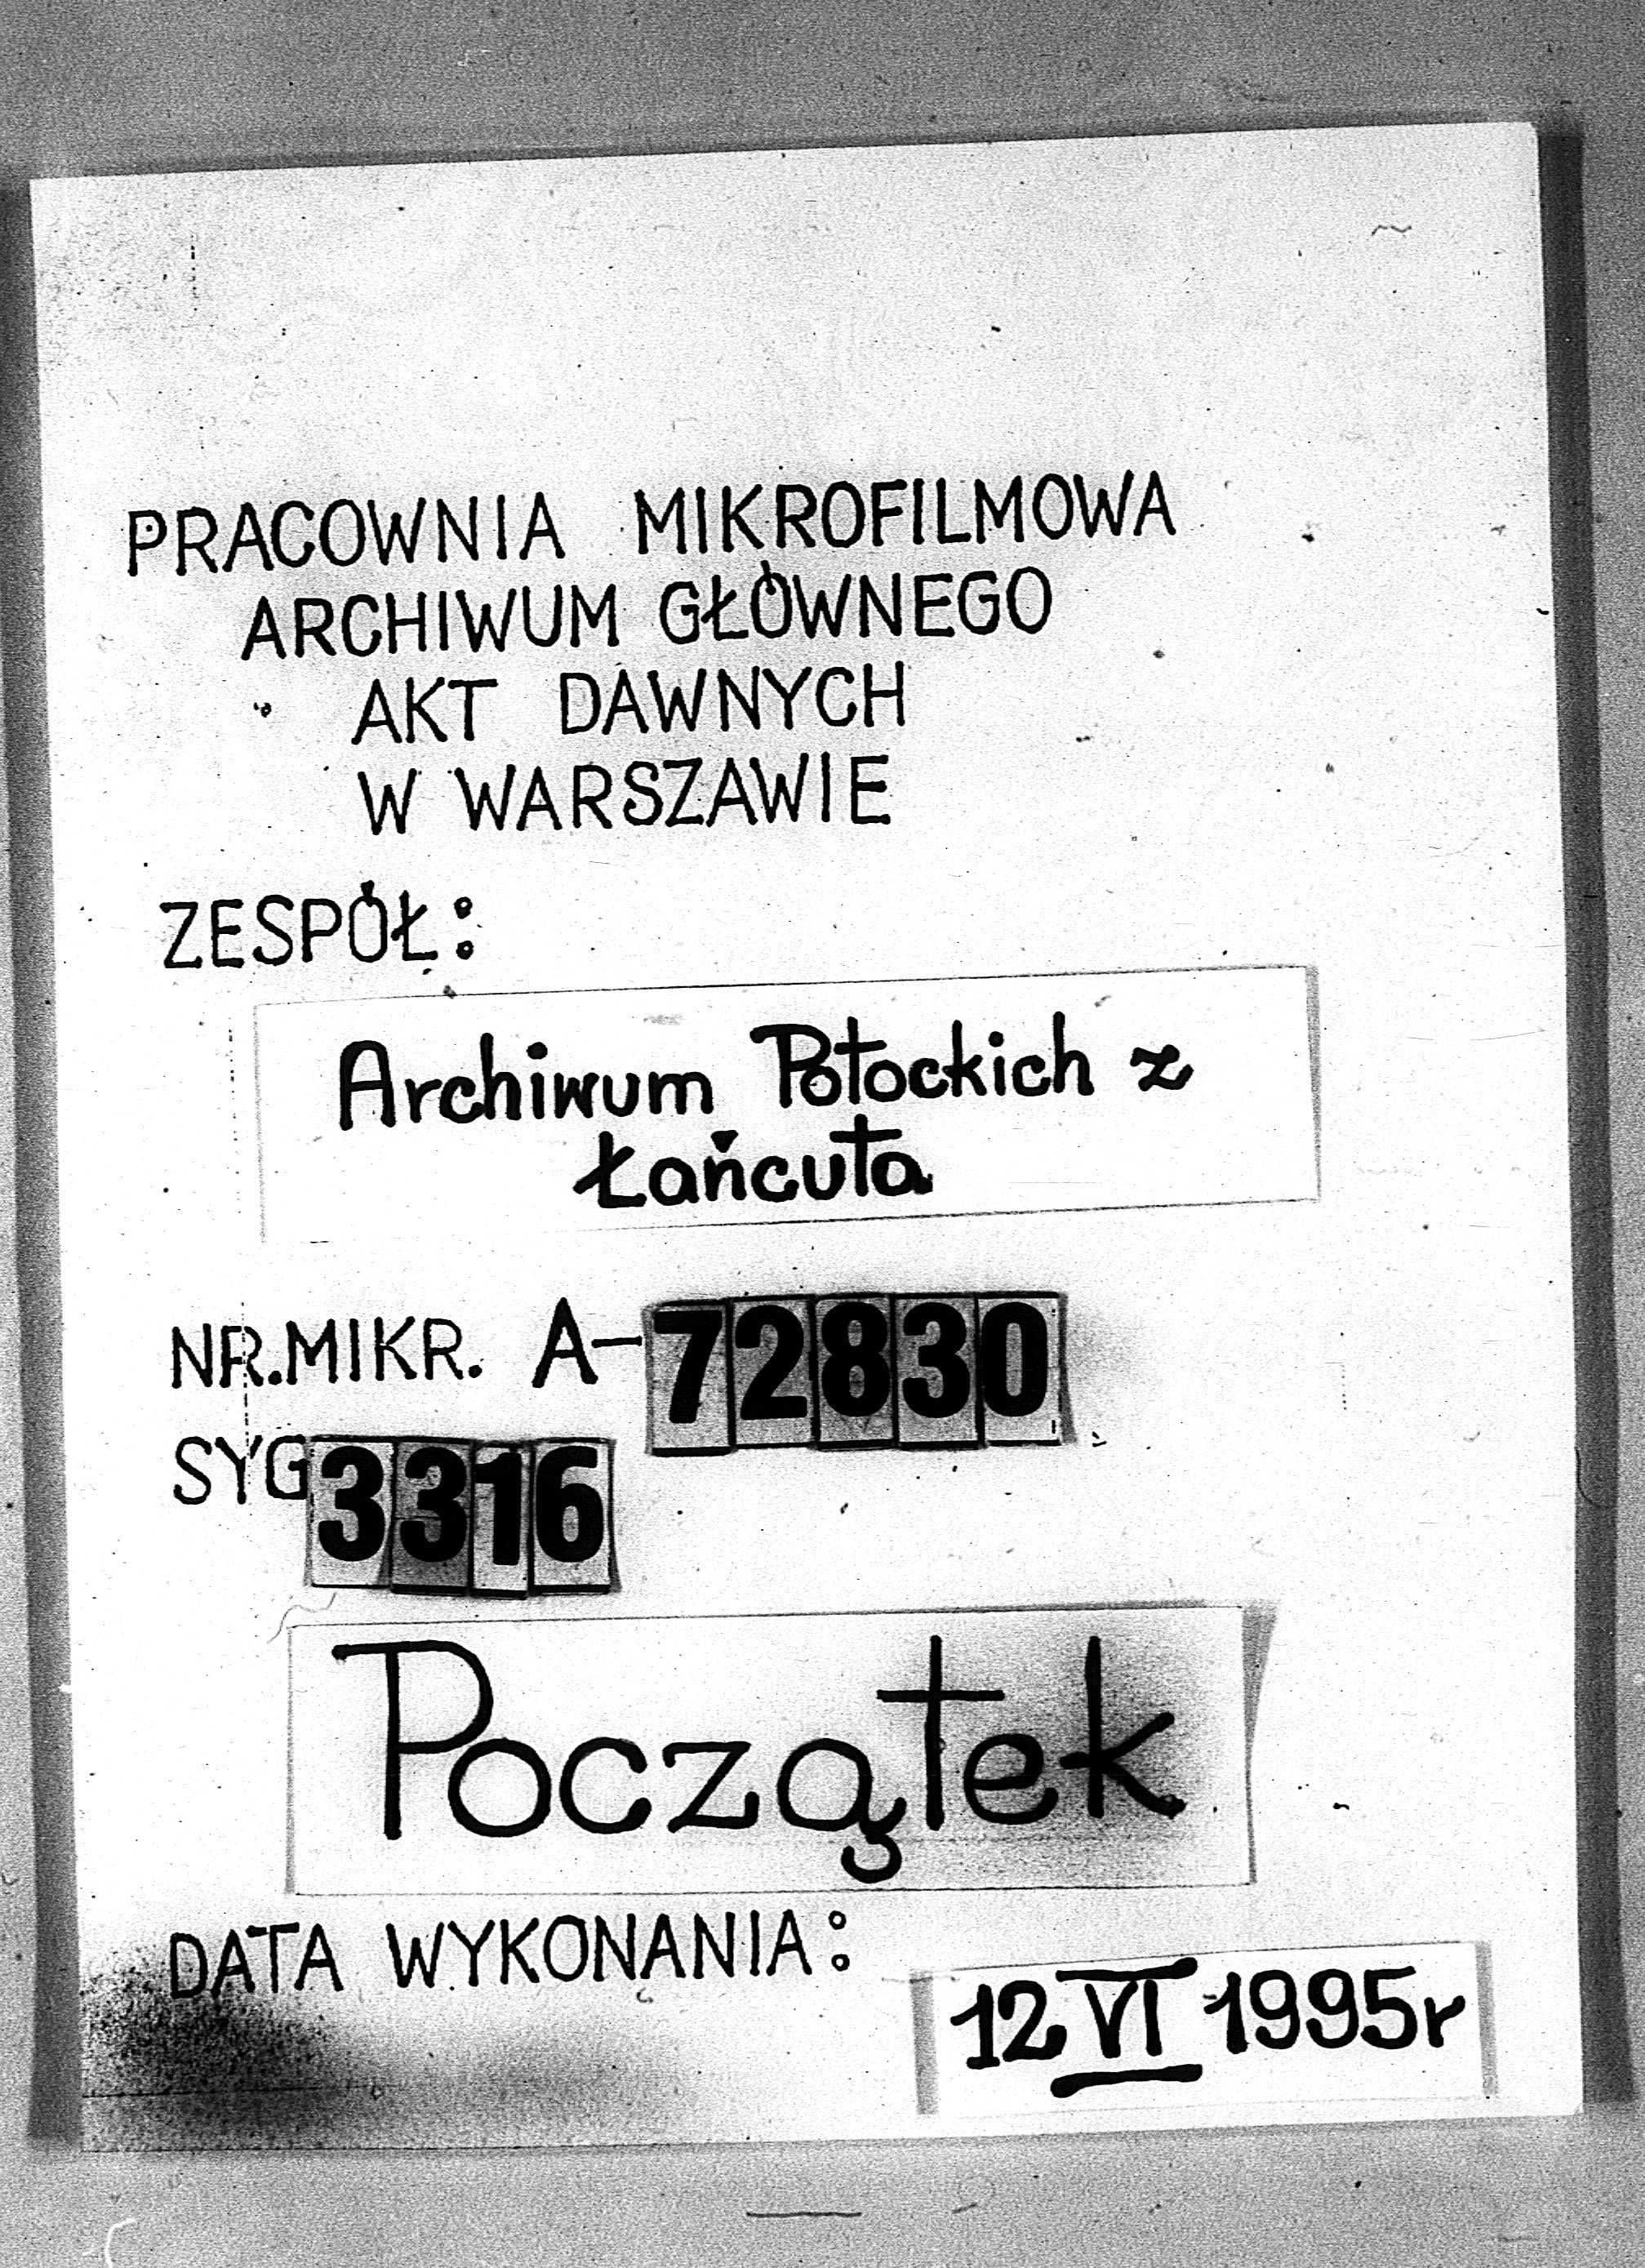 PRACOWNIA MIKROFILMOWA
ARCHIWUM GŁÓWNEGO
AKT DAWNYCH
W WARSZAWIE
ZESPÓŁ:
Archiwum Potockich z
Łańcuta
NR.MIKR. A-72830
SYG 3316
Początek
DATA WYKONANIA:
12 VI 1995r